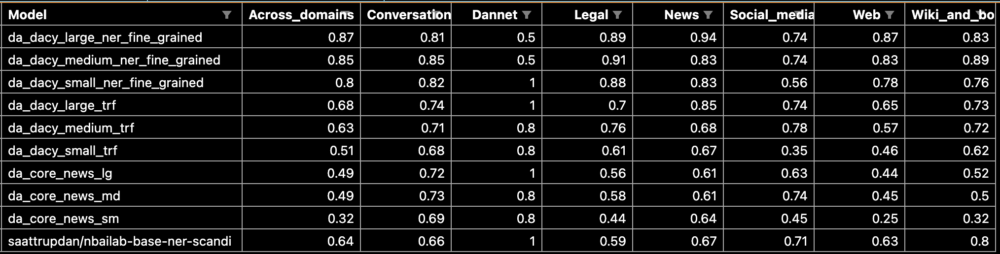 Model Across_domains Conversation Dannet Legal News Social_media Web Wiki_and_bo
da_dacy_large_ner_fine_grained 0.87 0.81 0.5 0.89 0.94 0.74 0.87 0.83
da_dacy_medium_ner_fine_grained 0.85 0.85 0.5 0.91 0.83 0.74 0.83 0.89
da_dacy_small_ner_fine_grained 0.8 0.82 1 0.88 0.83 0.56 0.78 0.76
da_dacy_large_trf 0.68 0.74 1 0.7 0.85 0.74 0.65 0.73
da_dacy_medium_trf 0.63 0.71 0.8 0.76 0.68 0.78 0.57 0.72
da_dacy_small_trf 0.51 0.68 0.8 0.61 0.67 0.35 0.46 0.62
da_core_news_lg 0.49 0.72 1 0.56 0.61 0.63 0.44 0.52
da_core_news_md 0.49 0.73 0.8 0.58 0.61 0.74 0.45 0.5
da_core_news_sm 0.32 0.69 0.8 0.44 0.64 0.45 0.25 0.32
saattrupdan/nbailab-base-ner-scandi 0.64 0.66 1 0.59 0.67 0.71 0.63 0.8